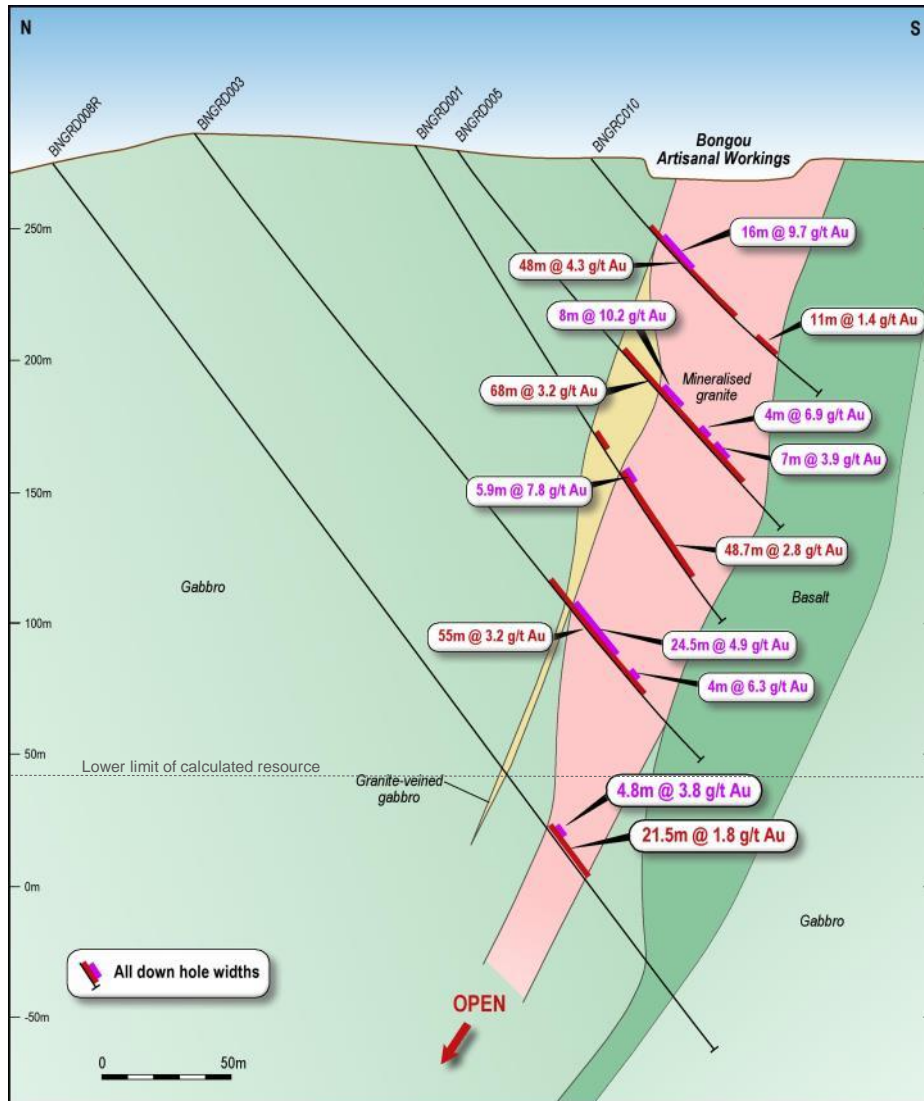 N
S
BNGRD008R
BNGRD003
BNGRD001
BNGRD005
BNGRC010
Bongou
Artisanal Workings
250m
16m @ 9.7 g/t Au
48m @ 4.3 g/t Au
8m @ 10.2 g/t Au
11m @ 1.4 g/t Au
200m
Mineralised
granite
68m @ 3.2 g/t Au
4m @ 6.9 g/t Au
7m @ 3.9 g/t Au
150m
5.9m @ 7.8 g/t Au
48.7m @ 2.8 g/t Au
Gabbro
Basalt
100m
55m @ 3.2 g/t Au
24.5m @ 4.9 g/t Au
4m @ 6.3 g/t Au
50m
Lower limit of calculated resource
Granite-veined
gabbro
4.8m @ 3.8 g/t Au
21.5m @ 1.8 g/t Au
0m
Gabbro
All down hole widths
OPEN
-50m
0
50m